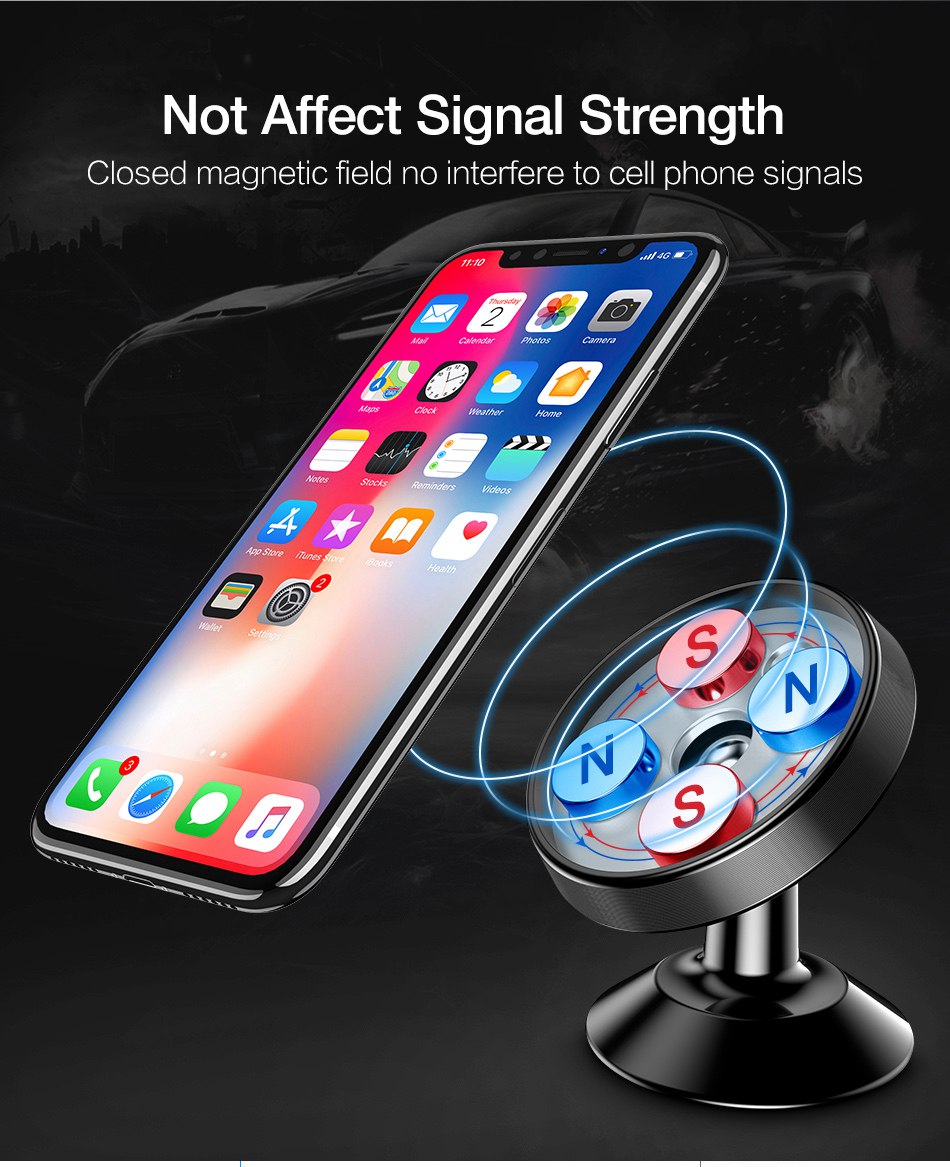 Not Affect Signal Strength
Closed magnetic field no interfere to cell phone signals
11:10
4G
Thursday
2
Mail
Calendar
Photos
Camera
Maps
Clock
Weather
Home
Notes
Stocks
Reminders
Videos
App Store
iTunes Store
iBooks
Health
2
Wallet
Settings
3
S
N
N
S